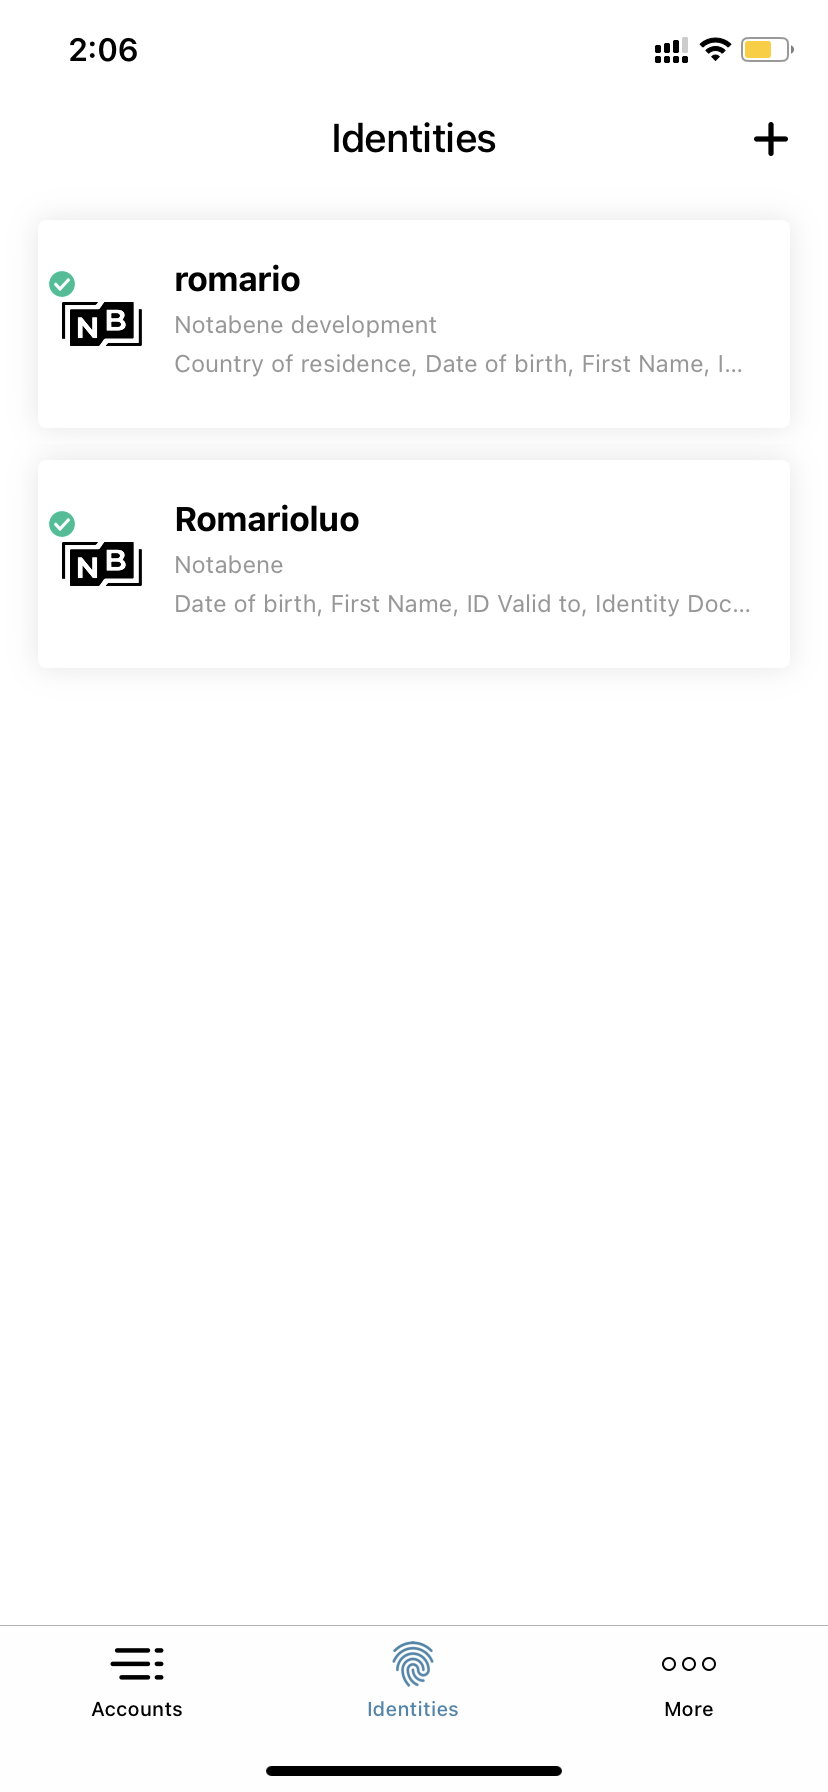 2:06
Identities
romario
Notabene development
Country of residence, Date of birth, First Name, I...
NB
Romarioluo
Notabene
Date of birth, First Name, ID Valid to, Identity Doc...
NB
Accounts
Identities
More